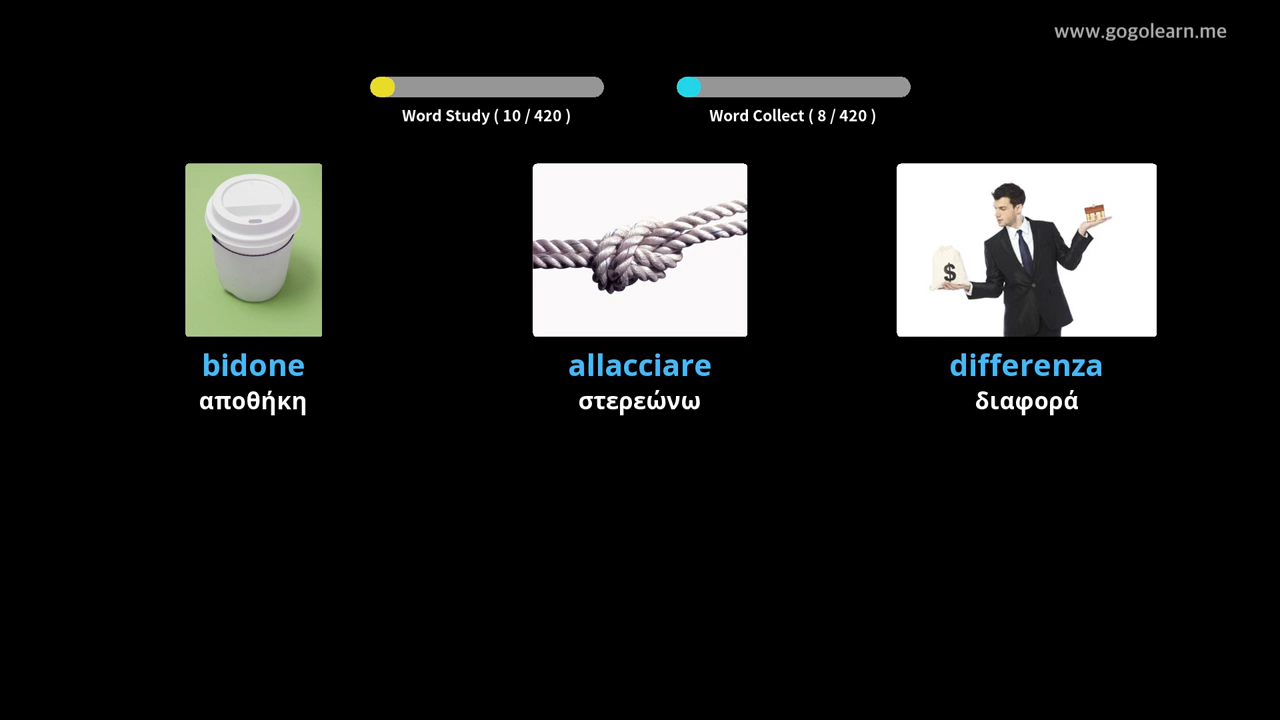 www.gogolearn.me
Word Study ( 10 / 420 )
Word Collect ( 8 / 420 )
bidone
αποθήκη
allacciare
στερεώνω
differenza
διαφορά
$